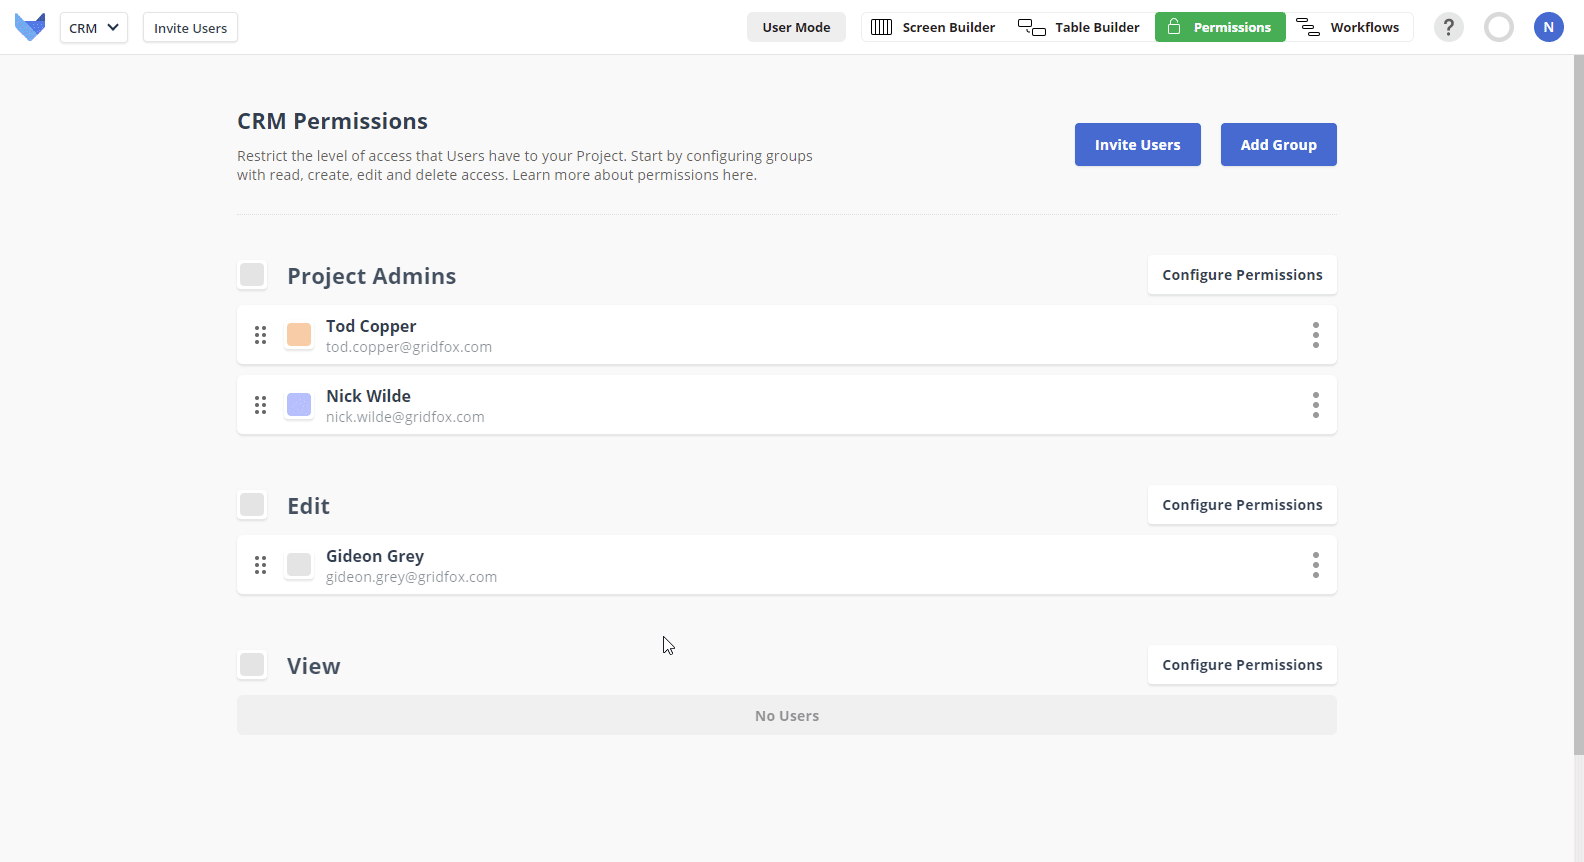 CRM
Invite Users
User Mode
Screen Builder
Table Builder
Permissions
Workflows
?
N
CRM Permissions
Restrict the level of access that Users have to your Project. Start by configuring groups
with read, create, edit and delete access. Learn more about permissions here.
Invite Users
Add Group
Project Admins
Configure Permissions
Tod Copper
tod.copper@gridfox.com
Nick Wilde
nick.wilde@gridfox.com
Edit
Configure Permissions
Gideon Grey
gideon.grey@gridfox.com
View
Configure Permissions
No Users